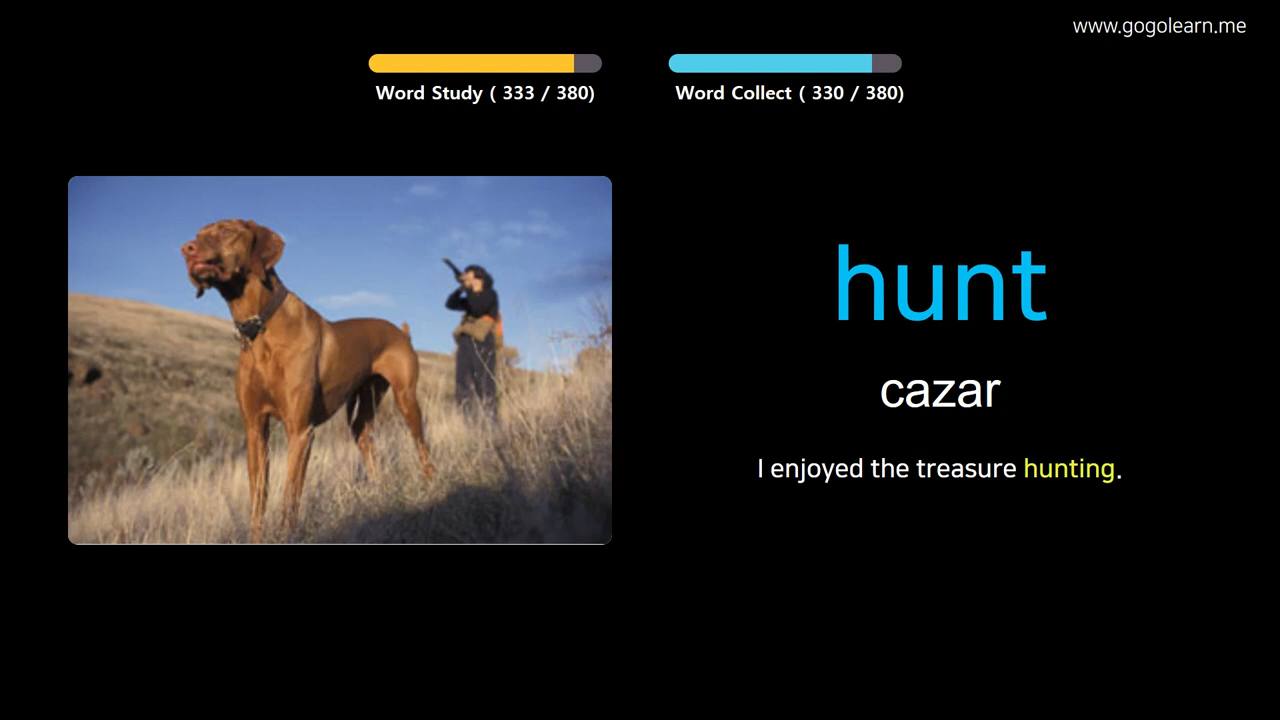 www.gogolearn.me
Word Study ( 333 / 380)
Word Collect ( 330 / 380)
hunt
cazar
I enjoyed the treasure hunting.